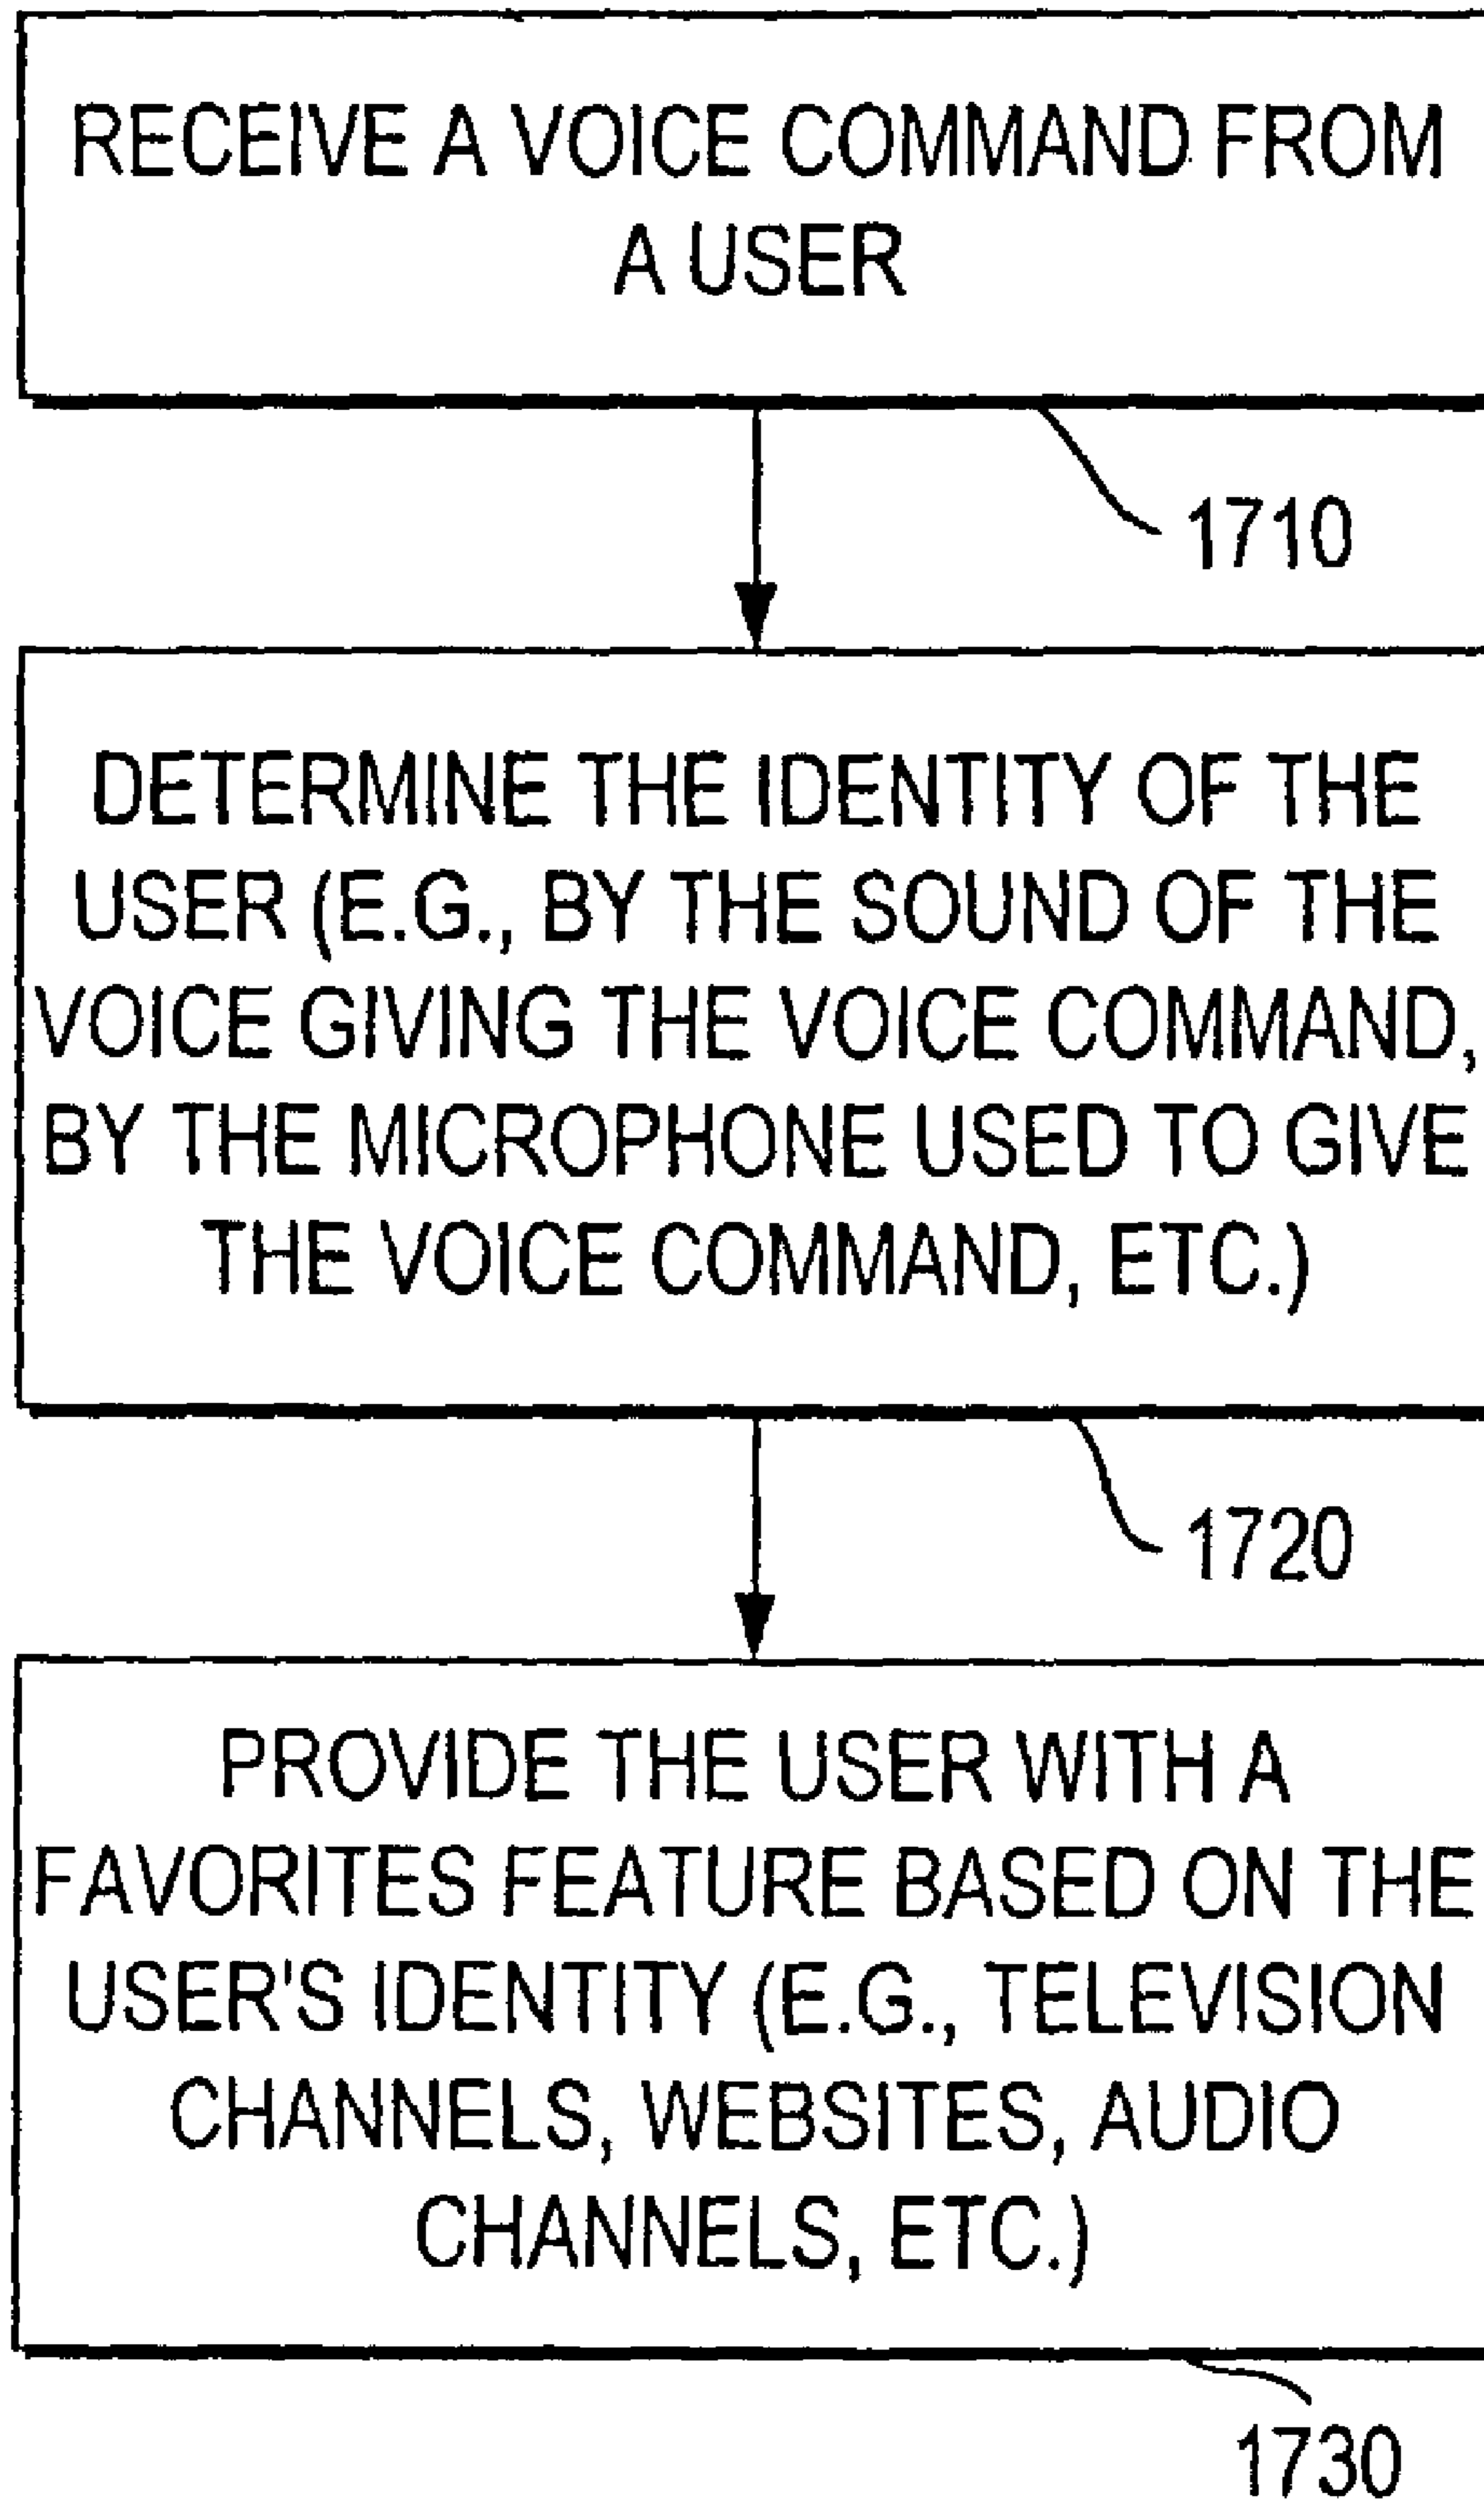 RECEIVE A VOICE COMMAND FROM
A USER
1710
DETERMINE THE IDENTITY OF THE
USER (E.G., BY THE SOUND OF THE
VOICE GIVING THE VOICE COMMAND,
BY THE MICROPHONE USED TO GIVE
THE VOICE COMMAND, ETC.)
1720
PROVIDE THE USER WITH A
FAVORITES FEATURE BASED ON THE
USER'S IDENTITY (E.G., TELEVISION
CHANNELS, WEBSITES, AUDIO
CHANNELS, ETC.)
1730